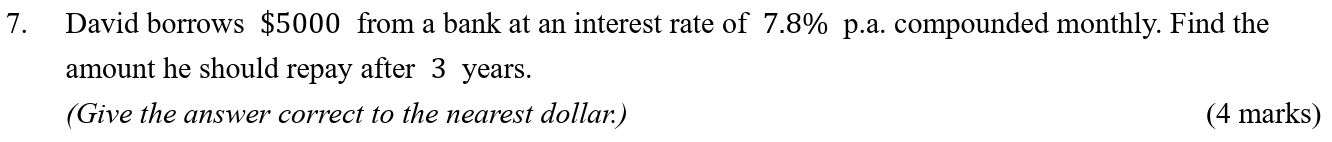 7. David borrows $5000 from a bank at an interest rate of 7.8% p.a. compounded monthly. Find the
amount he should repay after 3 years.
(Give the answer correct to the nearest dollar.) (4 marks)